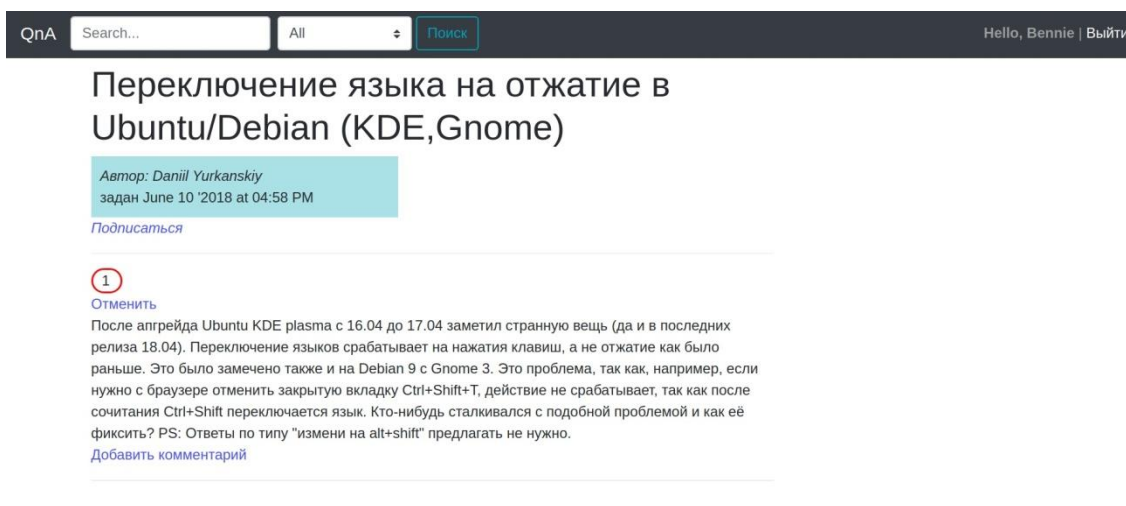 QnA Search... All Поиск Hello, Bennie | Выйти
Переключение языка на отжатие в
Ubuntu/Debian (KDE,Gnome)
Автор: Daniil Yurkanskiy
задан June 10 '2018 at 04:58 PM
Подписаться
1
Отменить
После апгрейда Ubuntu KDE plasma с 16.04 до 17.04 заметил странную вещь (да и в последних
релиза 18.04). Переключение языков срабатывает на нажатия клавиш, а не отжатие как было
раньше. Это было замечено также и на Debian 9 с Gnome 3. Это проблема, так как, например, если
нужно с браузере отменить закрытую вкладку Ctrl+Shift+T, действие не срабатывает, так как после
сочитания Ctrl+Shift переключается язык. Кто-нибудь сталкивался с подобной проблемой и как её
фиксить? PS: Ответы по типу "измени на alt+shift" предлагать не нужно.
Добавить комментарий